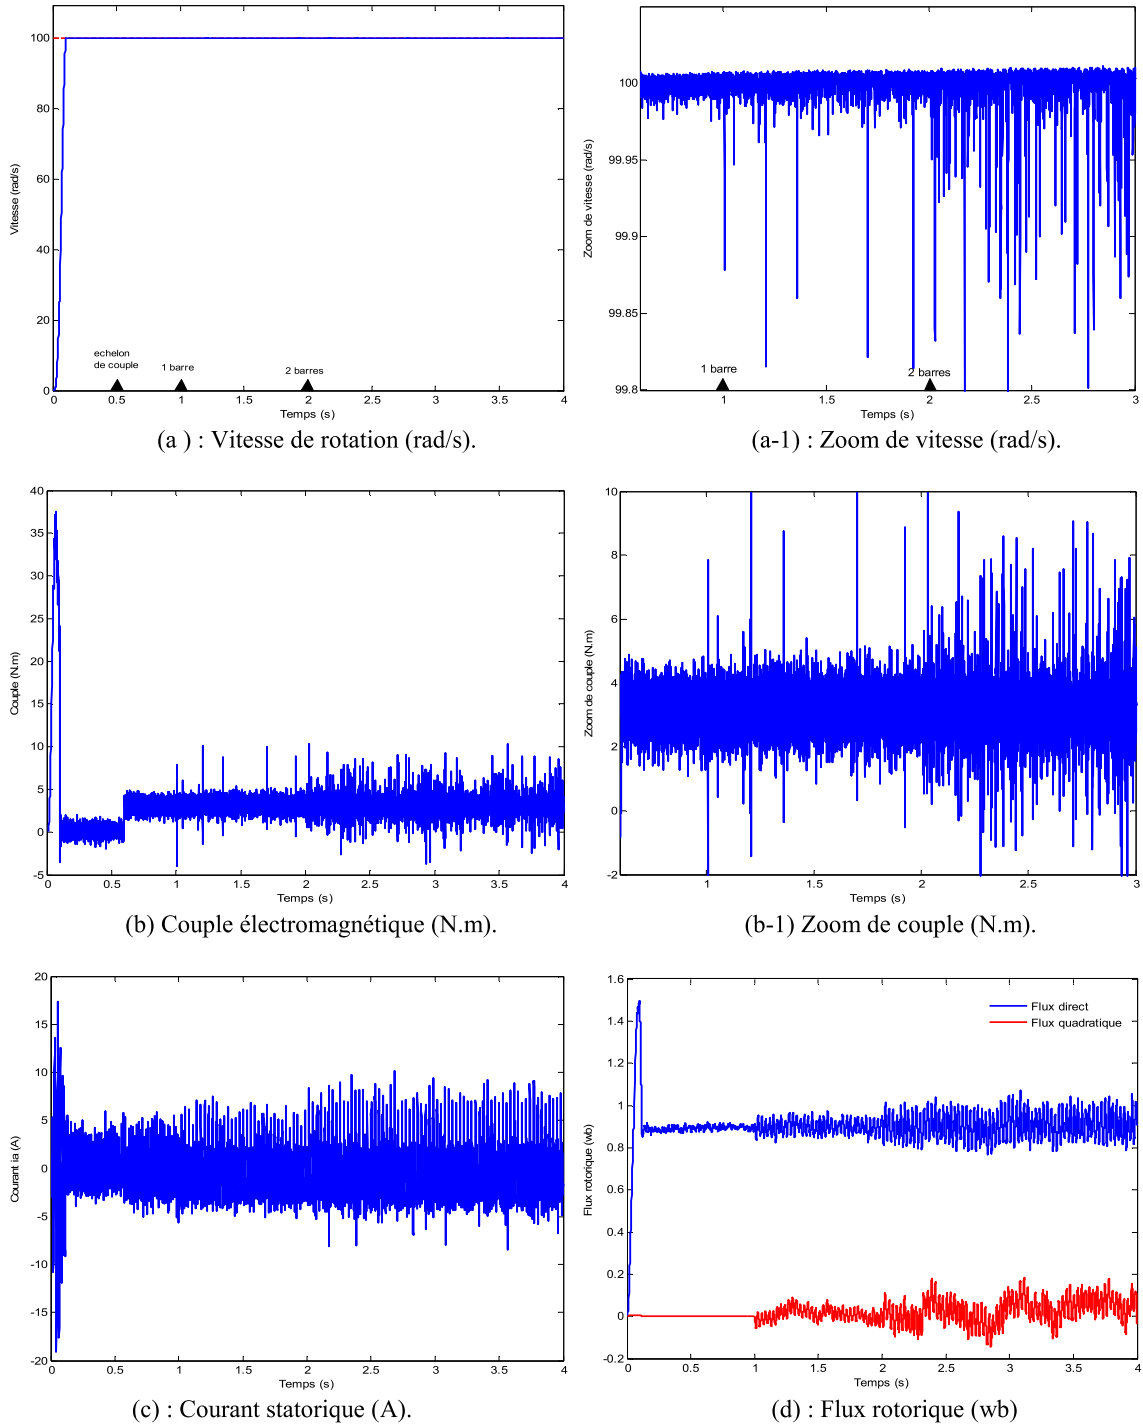 100
80
60
40
20
0
Vitesse (rad/s)
echelon
de couple
1 barre
2 barres
0 0.5 1 1.5 2 2.5 3 3.5 4
Temps (s)
(a ) : Vitesse de rotation (rad/s).
100
99.95
99.9
99.85
99.8
Zoom de vitesse (rad/s)
1 barre
2 barres
1 1.5 2 2.5 3
Temps (s)
(a-1) : Zoom de vitesse (rad/s).
40
35
30
25
20
15
10
5
0
-5
Couple (N.m)
0 0.5 1 1.5 2 2.5 3 3.5 4
Temps (s)
(b) Couple électromagnétique (N.m).
10
8
6
4
2
0
-2
Zoom de couple (N.m)
1 1.5 2 2.5 3
Temps (s)
(b-1) Zoom de couple (N.m).
20
15
10
5
0
-5
-10
-15
-20
Courant ia (A)
0 0.5 1 1.5 2 2.5 3 3.5 4
Temps (s)
(c) : Courant statorique (A).
1.6
1.4
1.2
1
0.8
0.6
0.4
0.2
0
-0.2
Flux rotorique (wb)
Flux direct
Flux quadratique
0 0.5 1 1.5 2 2.5 3 3.5 4
Temps (s)
(d) : Flux rotorique (wb)